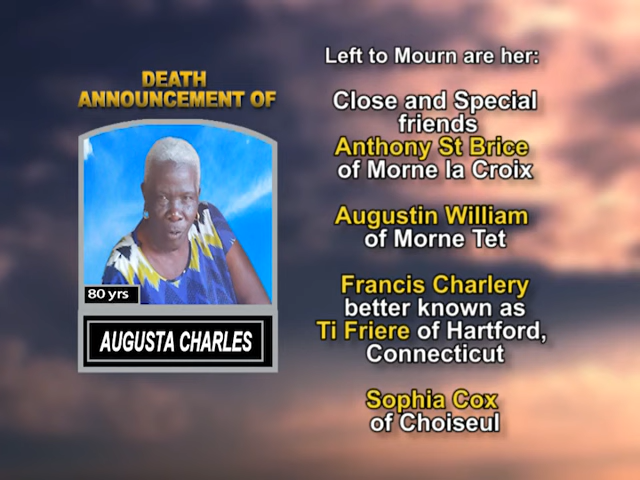 DEATH
ANNOUNCEMENT OF
80 yrs
AUGUSTA CHARLES
Left to Mourn are her:
Close and Special
friends
Anthony St Brice
of Morne la Croix
Augustin William
of Morne Tet
Francis Charlery
better known as
Ti Friere of Hartford,
Connecticut
Sophia Cox
of Choiseul